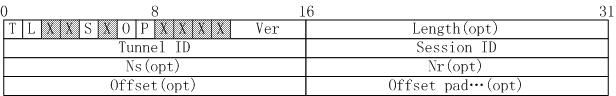 0 8 16 31
T L X X S X O P X X X X Ver Length(opt)
Tunnel ID Session ID
Ns(opt) Nr(opt)
Offset(opt) Offset pad…(opt)